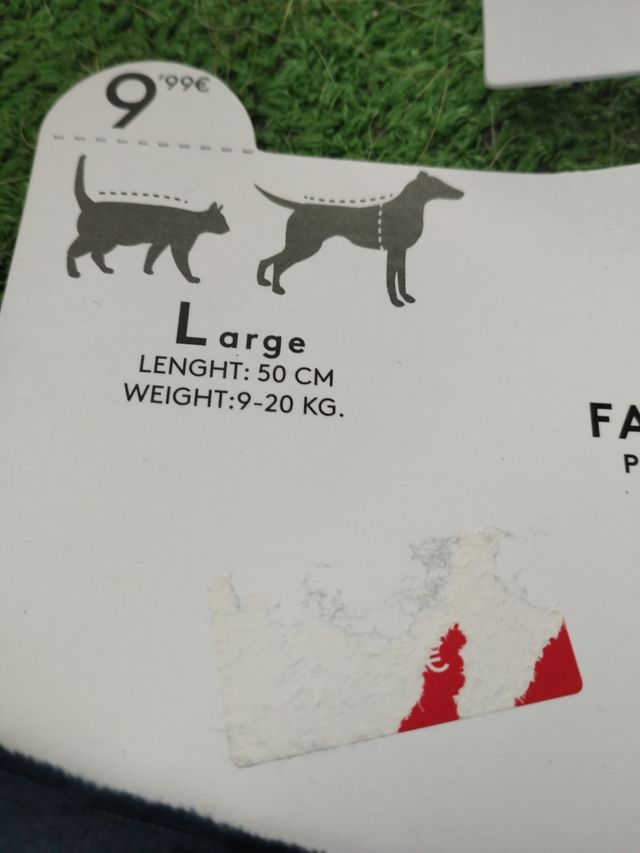 9'99€
Large
LENGHT: 50 CM
WEIGHT:9-20 KG.
FA
P
€